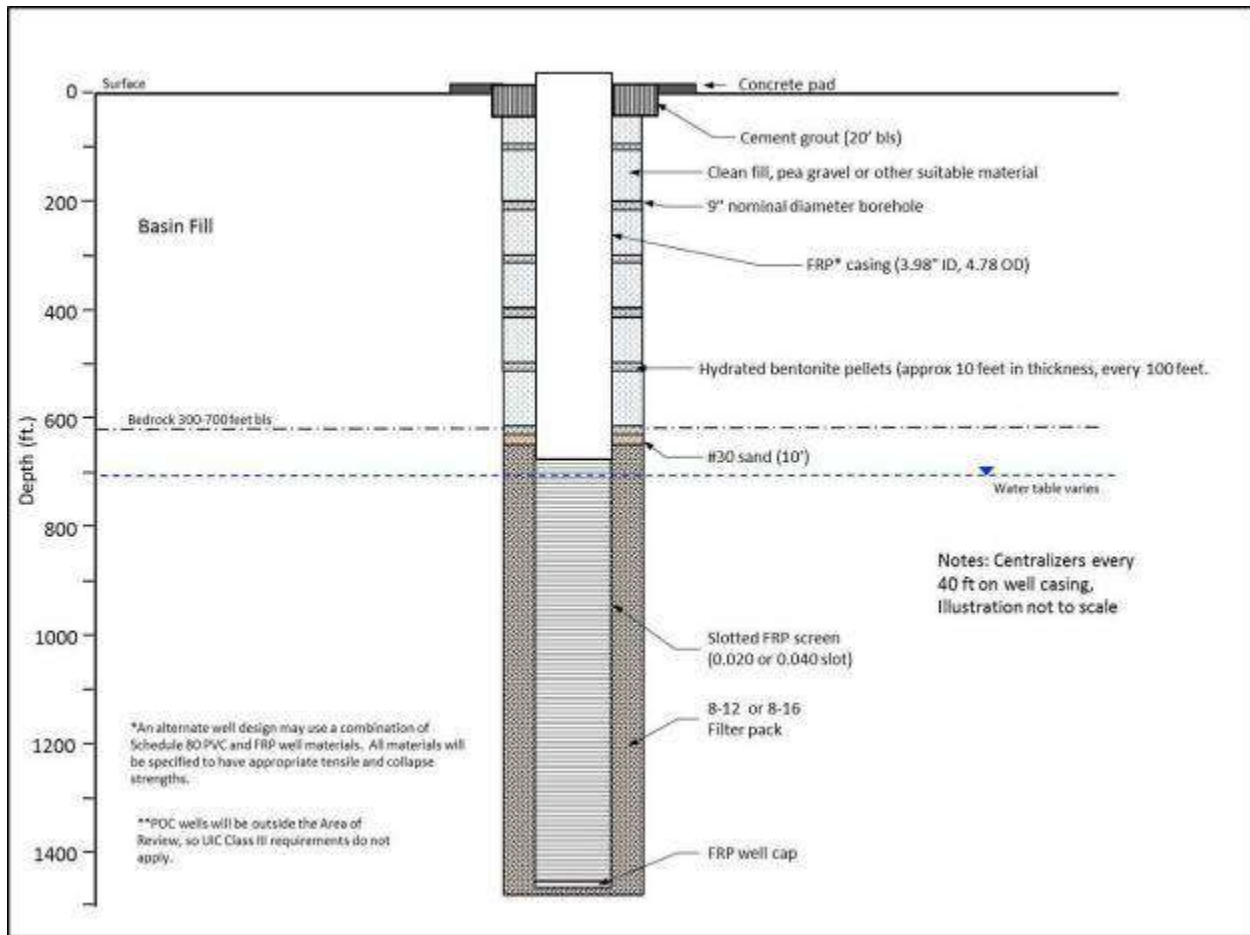 Surface
0
200
400
600
800
1000
1200
1400
Depth (ft.)
Concrete pad
Cement grout (20' bls)
Clean fill, pea gravel or other suitable material
9" nominal diameter borehole
Basin Fill
FRP* casing (3.98" ID, 4.78 OD)
Hydrated bentonite pellets (approx 10 feet in thickness, every 100 feet.
Bedrock 300-700 feet bls
#30 sand (10')
Water table varies
Notes: Centralizers every
40 ft on well casing,
Illustration not to scale
Slotted FRP screen
(0.020 or 0.040 slot)
8-12 or 8-16
Filter pack
*An alternate well design may use a combination of
Schedule 80 PVC and FRP well materials. All materials will
be specified to have appropriate tensile and collapse
strengths.
**POC wells will be outside the Area of
Review, so UIC Class III requirements do not
apply.
FRP well cap